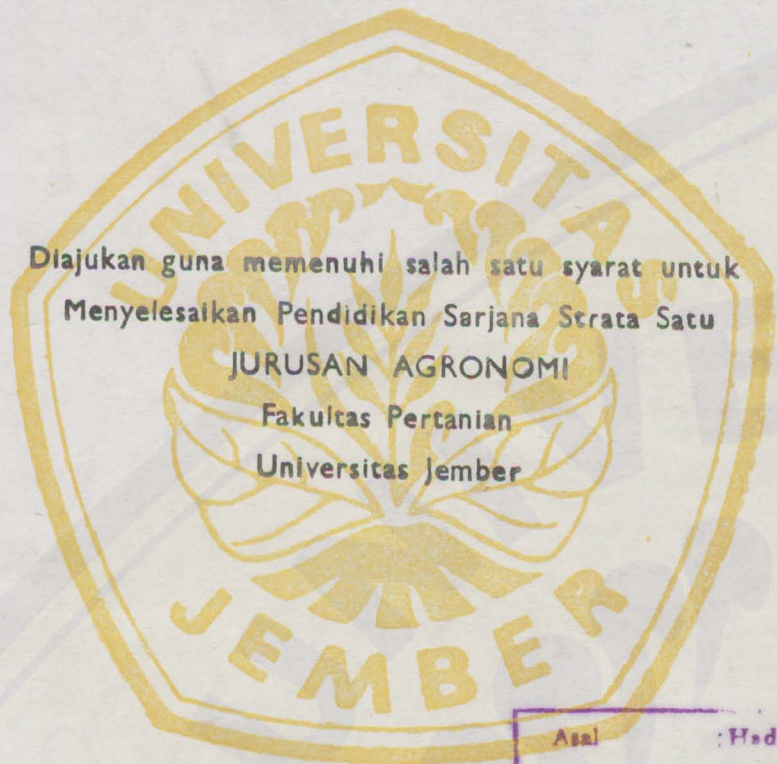 UNIVERSITAS
Diajukan guna memenuhi salah satu syarat untuk
Menyelesaikan Pendidikan Sarjana Strata Satu
JURUSAN AGRONOMI
Fakultas Pertanian
Universitas Jember
JEMBER
Asal :Had